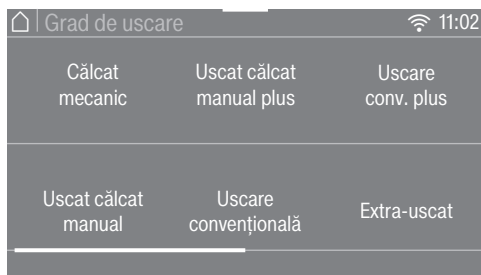 Grad de uscare 11:02
Călcat
mecanic
Uscat călcat
manual plus
Uscare
conv. plus
Uscat călcat
manual
Uscare
convențională
Extra-uscat